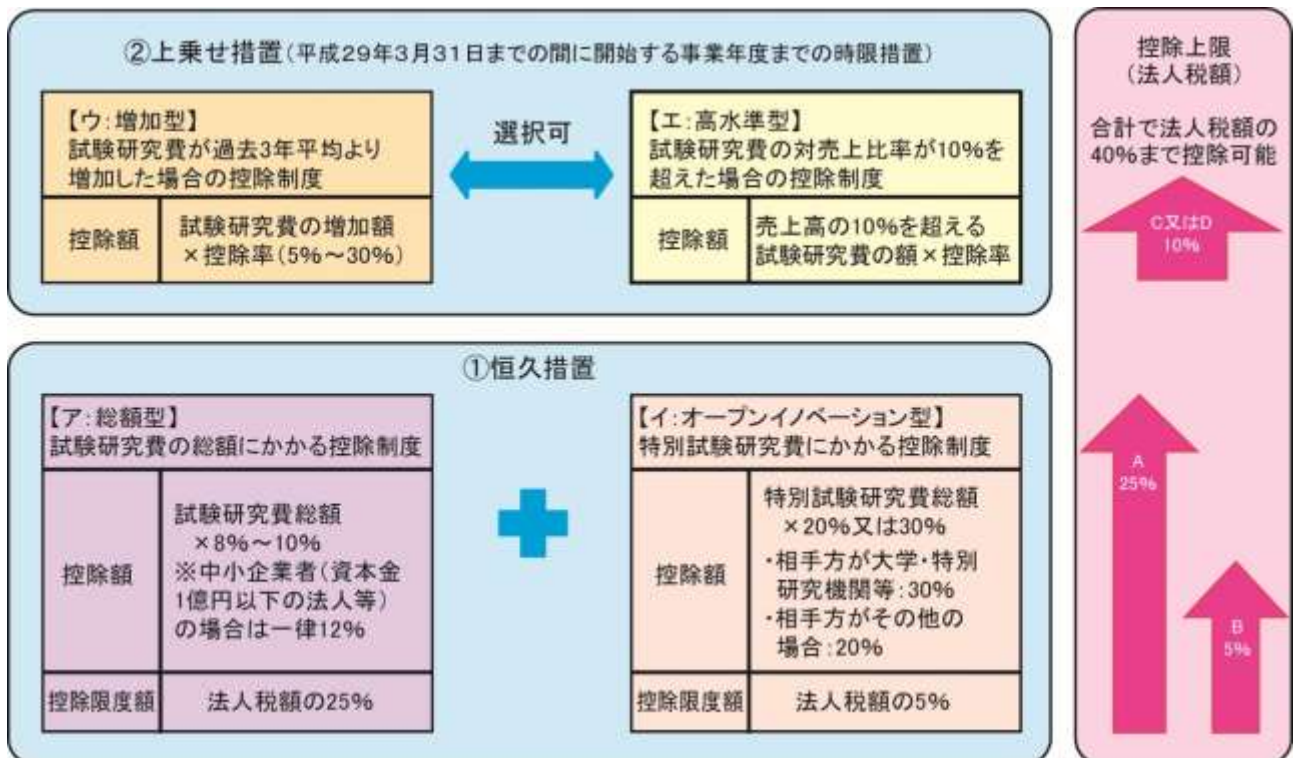 ②上乗せ措置(平成29年3月31日までの間に開始する事業年度までの時限措置)
【ウ:増加型】
試験研究費が過去3年平均より
増加した場合の控除制度
控除額
試験研究費の増加額
×控除率(5%~30%)
選択可
【エ:高水準型】
試験研究費の対売上比率が10%を
超えた場合の控除制度
控除額
売上高の10%を超える
試験研究費の額×控除率
①恒久措置
【ア:総額型】
試験研究費の総額にかかる控除制度
控除額
試験研究費総額
×8%~10%
※中小企業者(資本金
1億円以下の法人等)
の場合は一律12%
控除限度額
法人税額の25%
【イ:オープンイノベーション型】
特別試験研究費にかかる控除制度
控除額
特別試験研究費総額
×20%又は30%
・相手方が大学・特別
研究機関等:30%
・相手方がその他の
場合:20%
控除限度額
法人税額の5%
控除上限
(法人税額)
合計で法人税額の
40%まで控除可能
C又はD
10%
A
25%
B
5%